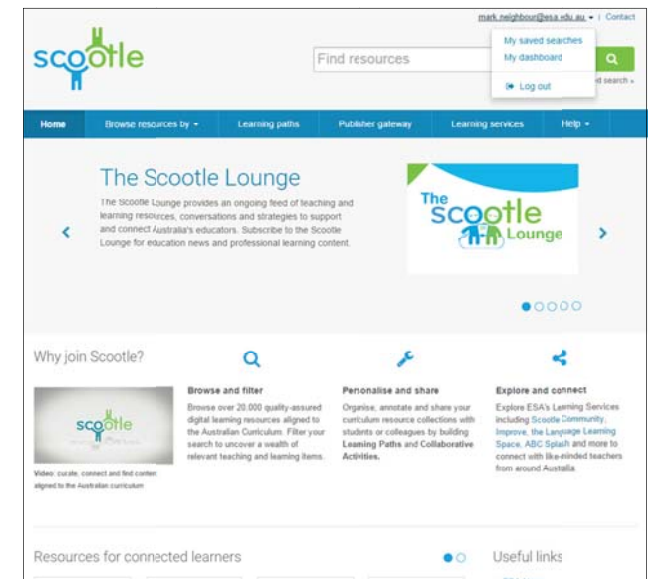 mark.neighbour@esa.edu.au | Contact
scootle
Find resources
My saved searches
My dashboard
Log out
d search »
Home Browse resources by Learning paths Publisher gateway Learning services Help
The Scootle Lounge
The Scootle Lounge provides an ongoing feed of teaching and
learning resources, conversations and strategies to support
and connect Australia's educators. Subscribe to the Scootle
Lounge for education news and professional learning content.
The
scootle
Lounge
Why join Scootle?
scootle
Video: curate, connect and find conten
aligned to the Australian curriculum
Browse and filter
Browse over 20,000 quality-assured
digital learning resources aligned to
the Australian Curriculum. Filter your
search to uncover a wealth of
relevant teaching and learning items.
Personalise and share
Organise, annotate and share your
curriculum resource collections with
students or colleagues by building
Learning Paths and Collaborative
Activities.
Explore and connect
Explore ESA's Learning Services
including Scootle Community,
Improve, the Language Learning
Space, ABC Splash and more to
connect with like-minded teachers
from around Australia.
Resources for connected learners
Useful links